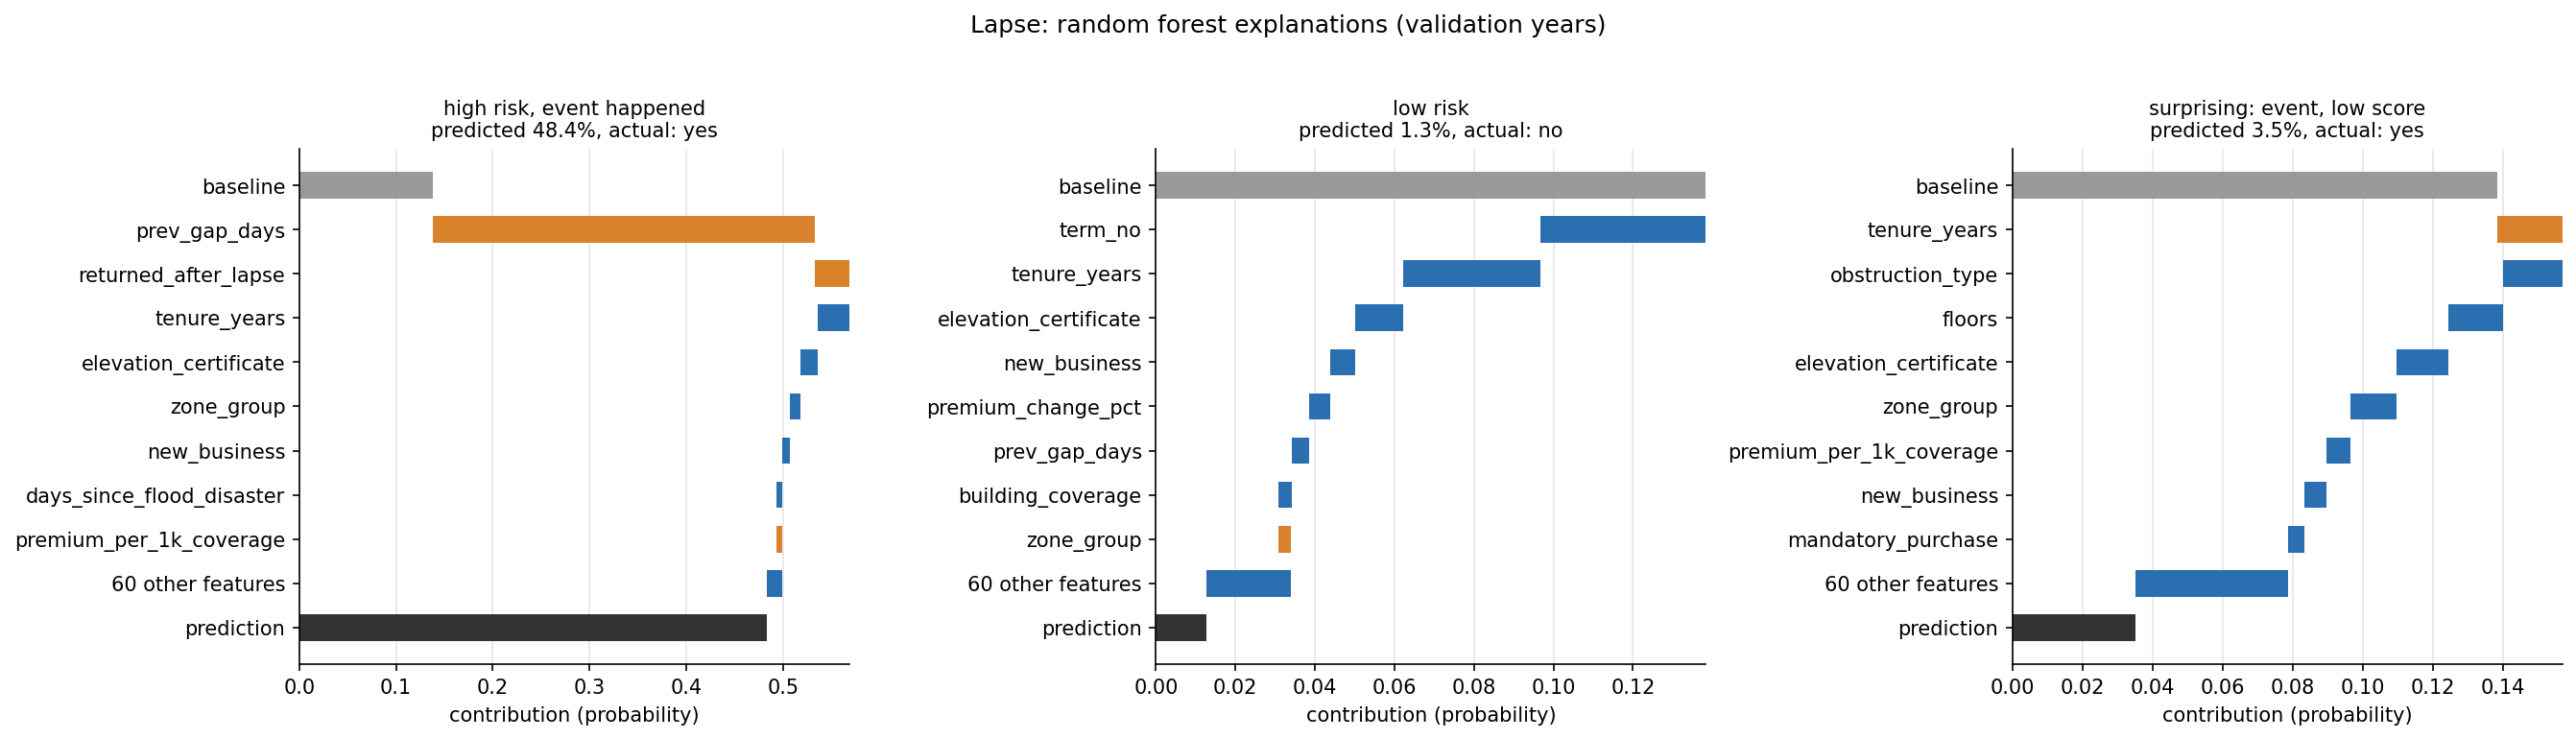 Lapse: random forest explanations (validation years)
high risk, event happened
predicted 48.4%, actual: yes
baseline
prev_gap_days
returned_after_lapse
tenure_years
elevation_certificate
zone_group
new_business
days_since_flood_disaster
premium_per_1k_coverage
60 other features
prediction
0.0 0.1 0.2 0.3 0.4 0.5
contribution (probability)
low risk
predicted 1.3%, actual: no
baseline
term_no
tenure_years
elevation_certificate
new_business
premium_change_pct
prev_gap_days
building_coverage
zone_group
60 other features
prediction
0.00 0.02 0.04 0.06 0.08 0.10 0.12
contribution (probability)
surprising: event, low score
predicted 3.5%, actual: yes
baseline
tenure_years
obstruction_type
floors
elevation_certificate
zone_group
premium_per_1k_coverage
new_business
mandatory_purchase
60 other features
prediction
0.00 0.02 0.04 0.06 0.08 0.10 0.12 0.14
contribution (probability)